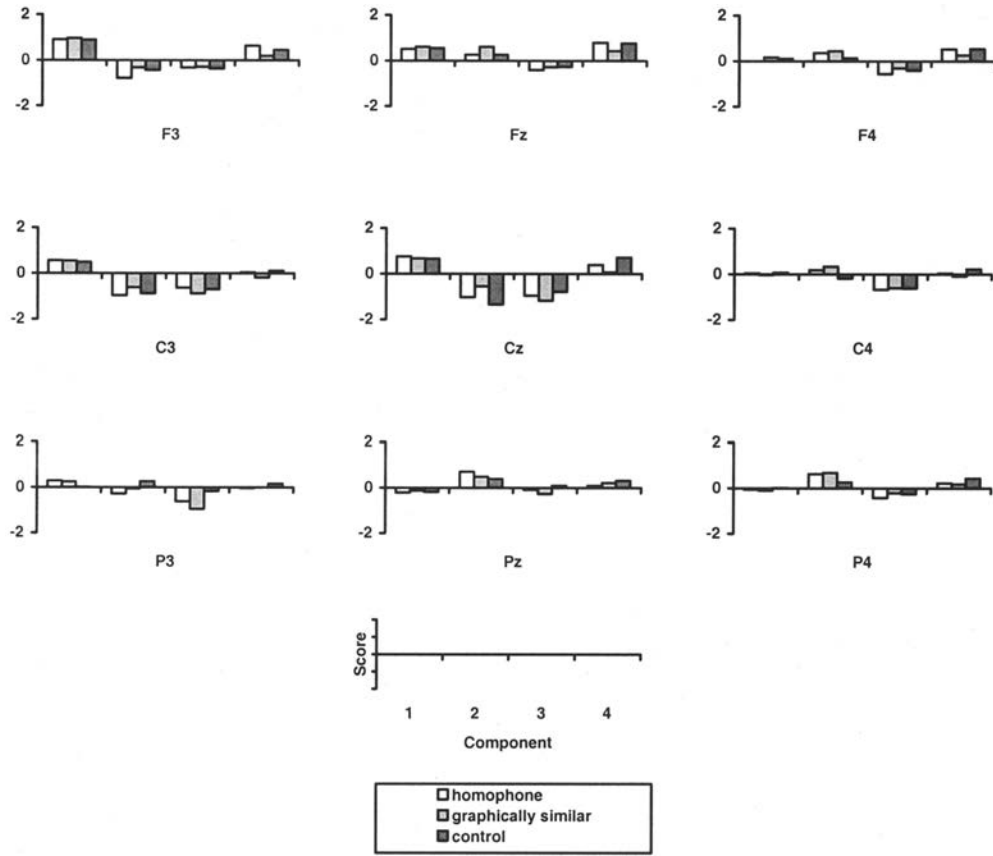 2 2 2
0 0 0
-2 -2 -2
F3 Fz F4
2 2 2
0 0 0
-2 -2 -2
C3 Cz C4
2 2 2
0 0 0
-2 -2 -2
P3 Pz P4
Score
1 2 3 4
Component
homophone
graphically similar
control